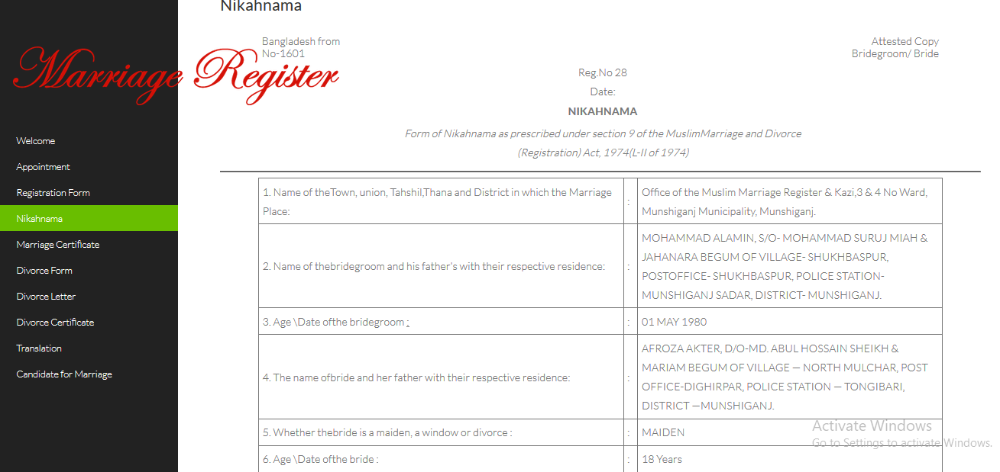 Nikahnama
Bangladesh from
No-1601
Attested Copy
Bridegroom/ Bride
Marriage Register
Reg.No 28
Date:
NIKAHNAMA
Form of Nikahnama as prescribed under section 9 of the MuslimMarriage and Divorce
(Registration) Act, 1974(L-II of 1974)
Welcome
Appointment
Registration Form
Nikahnama
Marriage Certificate
Divorce Form
Divorce Letter
Divorce Certificate
Translation
Candidate for Marriage
1. Name of theTown, union, Tahshil,Thana and District in which the Marriage
Place:
:
Office of the Muslim Marriage Register & Kazi,3 & 4 No Ward,
Munshiganj Municipality, Munshiganj.
2. Name of thebridegroom and his father's with their respective residence:
:
MOHAMMAD ALAMIN, S/O- MOHAMMAD SURUJ MIAH &
JAHANARA BEGUM OF VILLAGE- SHUKHBASPUR,
POSTOFFICE- SHUKHBASPUR, POLICE STATION-
MUNSHIGANJ SADAR, DISTRICT- MUNSHIGANJ.
3. Age \Date ofthe bridegroom :
:
01 MAY 1980
4. The name ofbride and her father with their respective residence:
:
AFROZA AKTER, D/O-MD. ABUL HOSSAIN SHEIKH &
MARIAM BEGUM OF VILLAGE — NORTH MULCHAR, POST
OFFICE-DIGHIRPAR, POLICE STATION — TONGIBARI,
DISTRICT —MUNSHIGANJ.
5. Whether thebride is a maiden, a window or divorce :
:
MAIDEN
6. Age \Date ofthe bride :
:
18 Years
Activate Windows
Go to Settings to activate Windows.